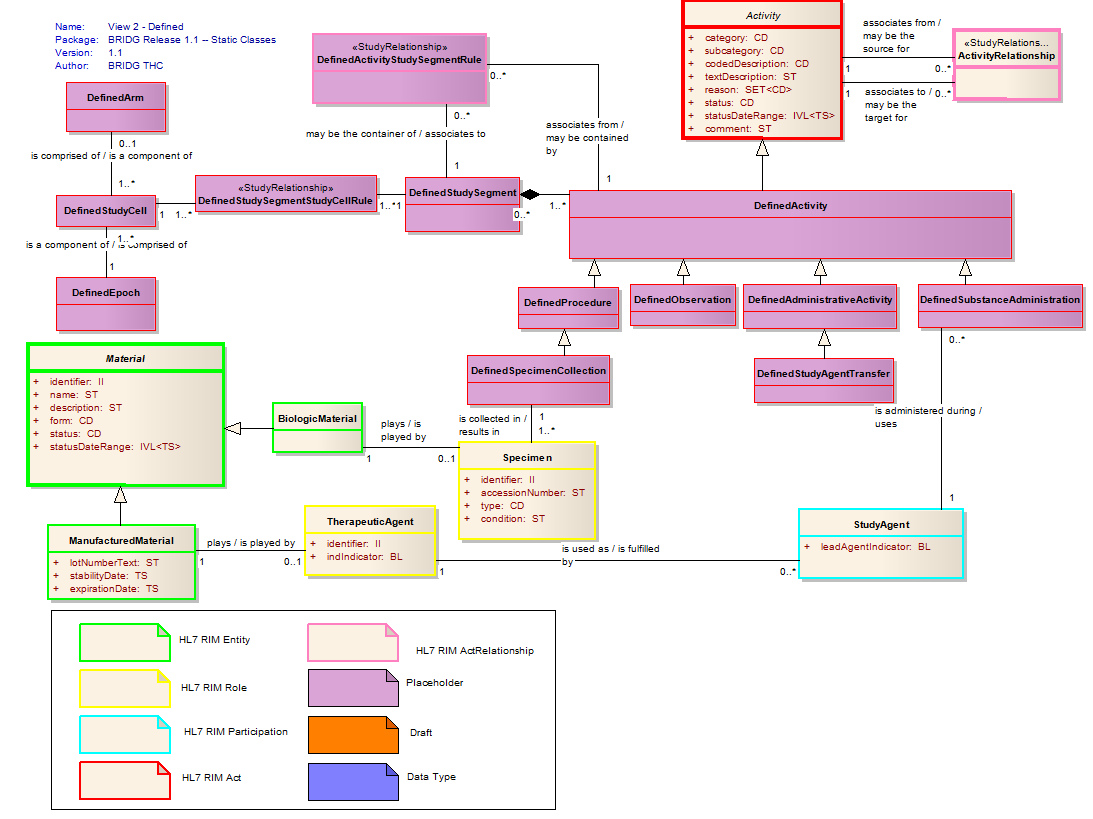 Name: View 2 - Defined
Package: BRIDG Release 1.1 -- Static Classes
Version: 1.1
Author: BRIDG THC
«StudyRelationship»
DefinedActivityStudySegmentRule
0..*
0..*
may be the container of / associates to
1
associates from /
may be contained
by
1
Activity
+ category: CD
+ subcategory: CD
+ codedDescription: CD
+ textDescription: ST
+ reason: SET<CD>
+ status: CD
+ statusDateRange: IVL<TS>
+ comment: ST
associates from /
may be the
source for
1
0..*
1
associates to /
0..*
may be the
target for
«StudyRelations...
ActivityRelationship
DefinedArm
0..1
is comprised of / is a component of
1..*
DefinedStudyCell
1
1..*
«StudyRelationship»
DefinedStudySegmentStudyCellRule
1..*
1
DefinedStudySegment
0..*
1..*
DefinedActivity
1..*
is a component of / is comprised of
1
DefinedEpoch
DefinedProcedure
DefinedObservation
DefinedAdministrativeActivity
DefinedSubstanceAdministration
DefinedSpecimenCollection
DefinedStudyAgentTransfer
0..*
is administered during /
uses
1
Material
+ identifier: II
+ name: ST
+ description: ST
+ form: CD
+ status: CD
+ statusDateRange: IVL<TS>
BiologicMaterial
plays / is
played by
1
0..1
is collected in /
results in
1
1..*
Specimen
+ identifier: II
+ accessionNumber: ST
+ type: CD
+ condition: ST
ManufacturedMaterial
+ lotNumberText: ST
+ stabilityDate: TS
+ expirationDate: TS
plays / is played by
1
0..1
TherapeuticAgent
+ identifier: II
+ indIndicator: BL
1
is used as / is fulfilled
by
0..*
StudyAgent
+ leadAgentIndicator: BL
HL7 RIM Entity
HL7 RIM ActRelationship
HL7 RIM Role
Placeholder
HL7 RIM Participation
Draft
HL7 RIM Act
Data Type